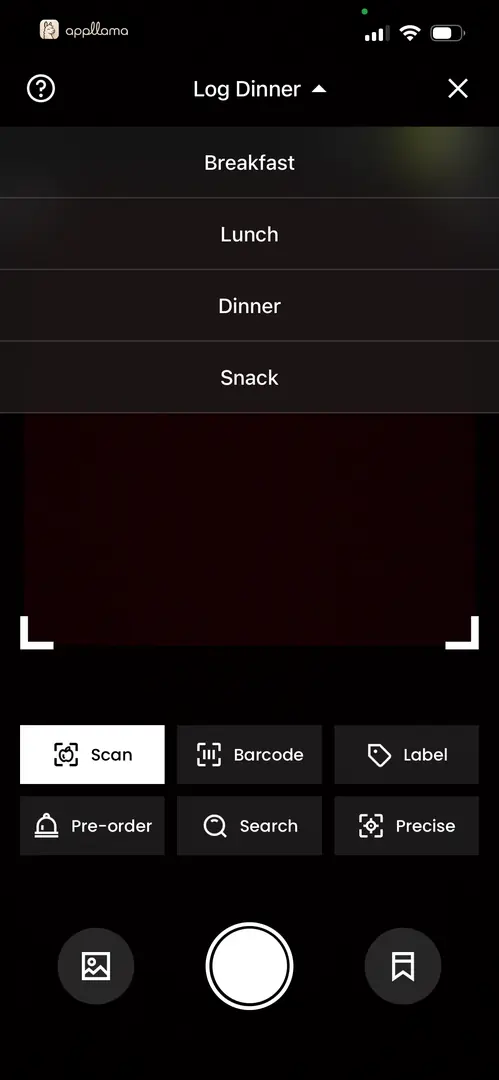 appllama
Log Dinner
Breakfast
Lunch
Dinner
Snack
Scan
Barcode
Label
Pre-order
Search
Precise